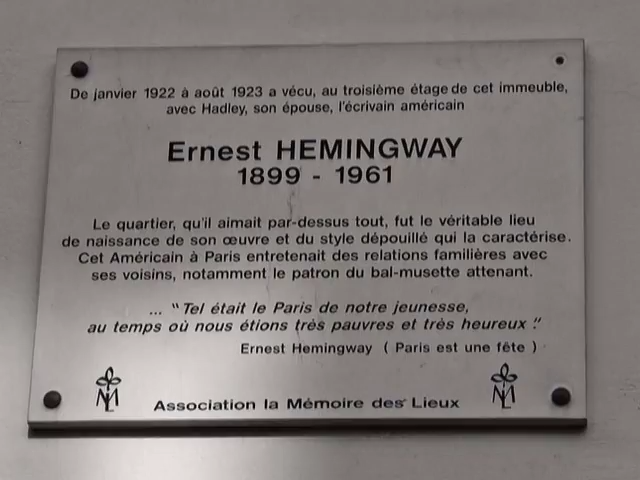 De janvier 1922 à août 1923 a vécu, au troisième étage de cet immeuble,
avec Hadley, son épouse, l'écrivain américain
Ernest HEMINGWAY
1899 - 1961
Le quartier, qu'il aimait par-dessus tout, fut le véritable lieu
de naissance de son œuvre et du style dépouillé qui la caractérise.
Cet Américain à Paris entretenait des relations familières avec
ses voisins, notamment le patron du bal-musette attenant.
... "Tel était le Paris de notre jeunesse,
au temps où nous étions très pauvres et très heureux."
Ernest Hemingway ( Paris est une fête )
ML ML
Association la Mémoire des Lieux